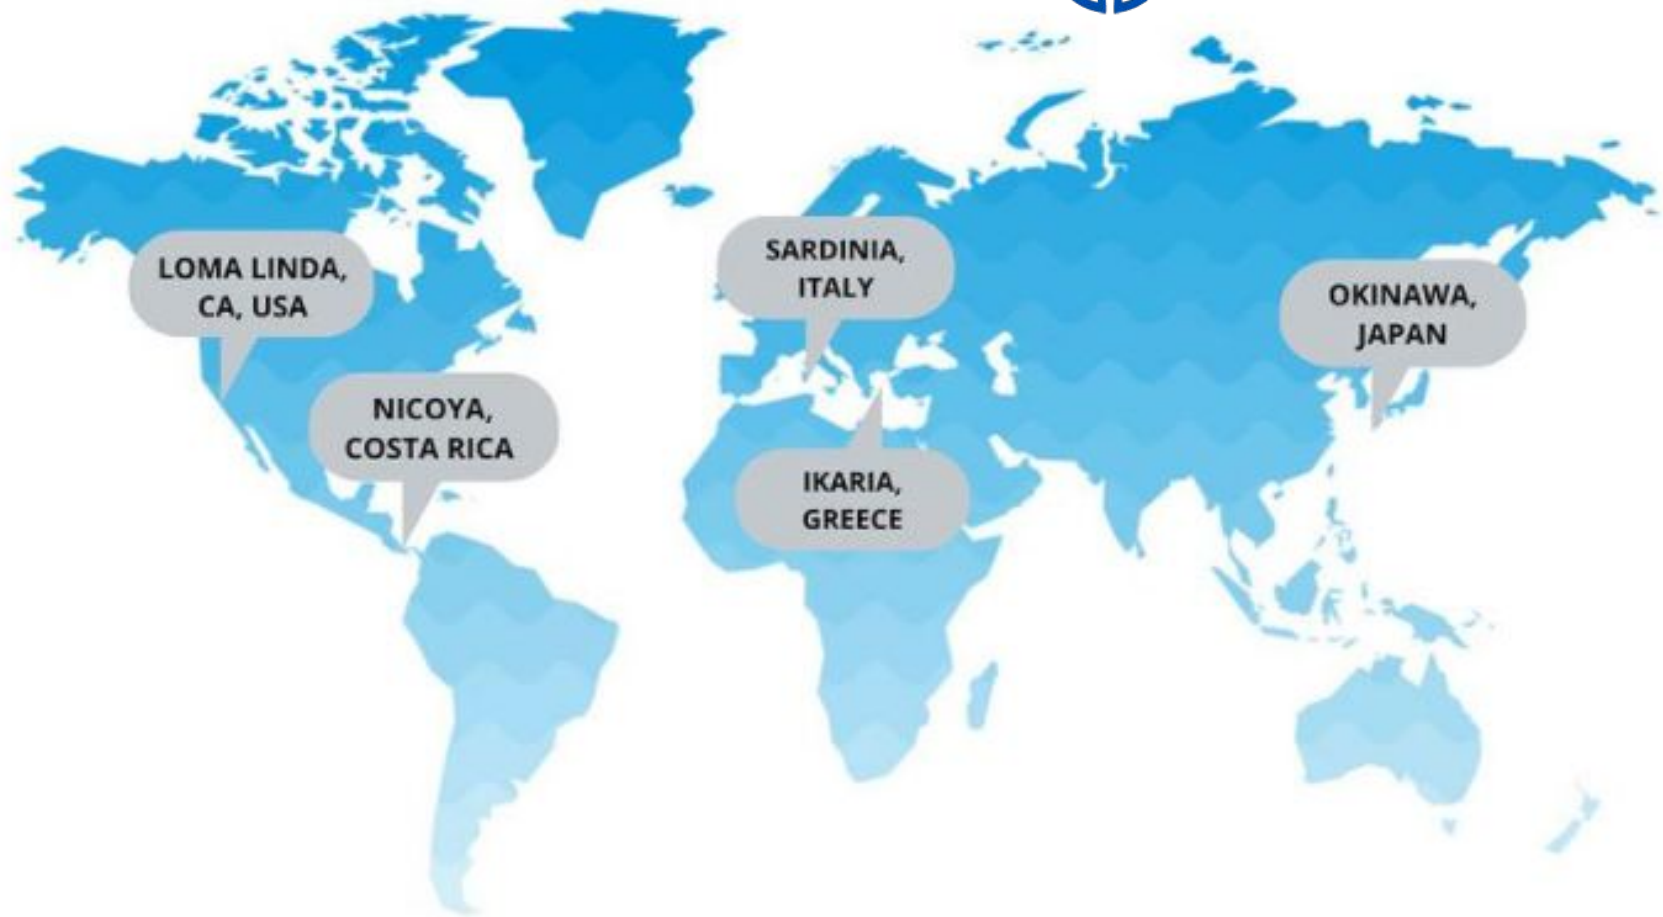 LOMA LINDA,
CA, USA
SARDINIA,
ITALY
OKINAWA,
JAPAN
NICOYA,
COSTA RICA
IKARIA,
GREECE